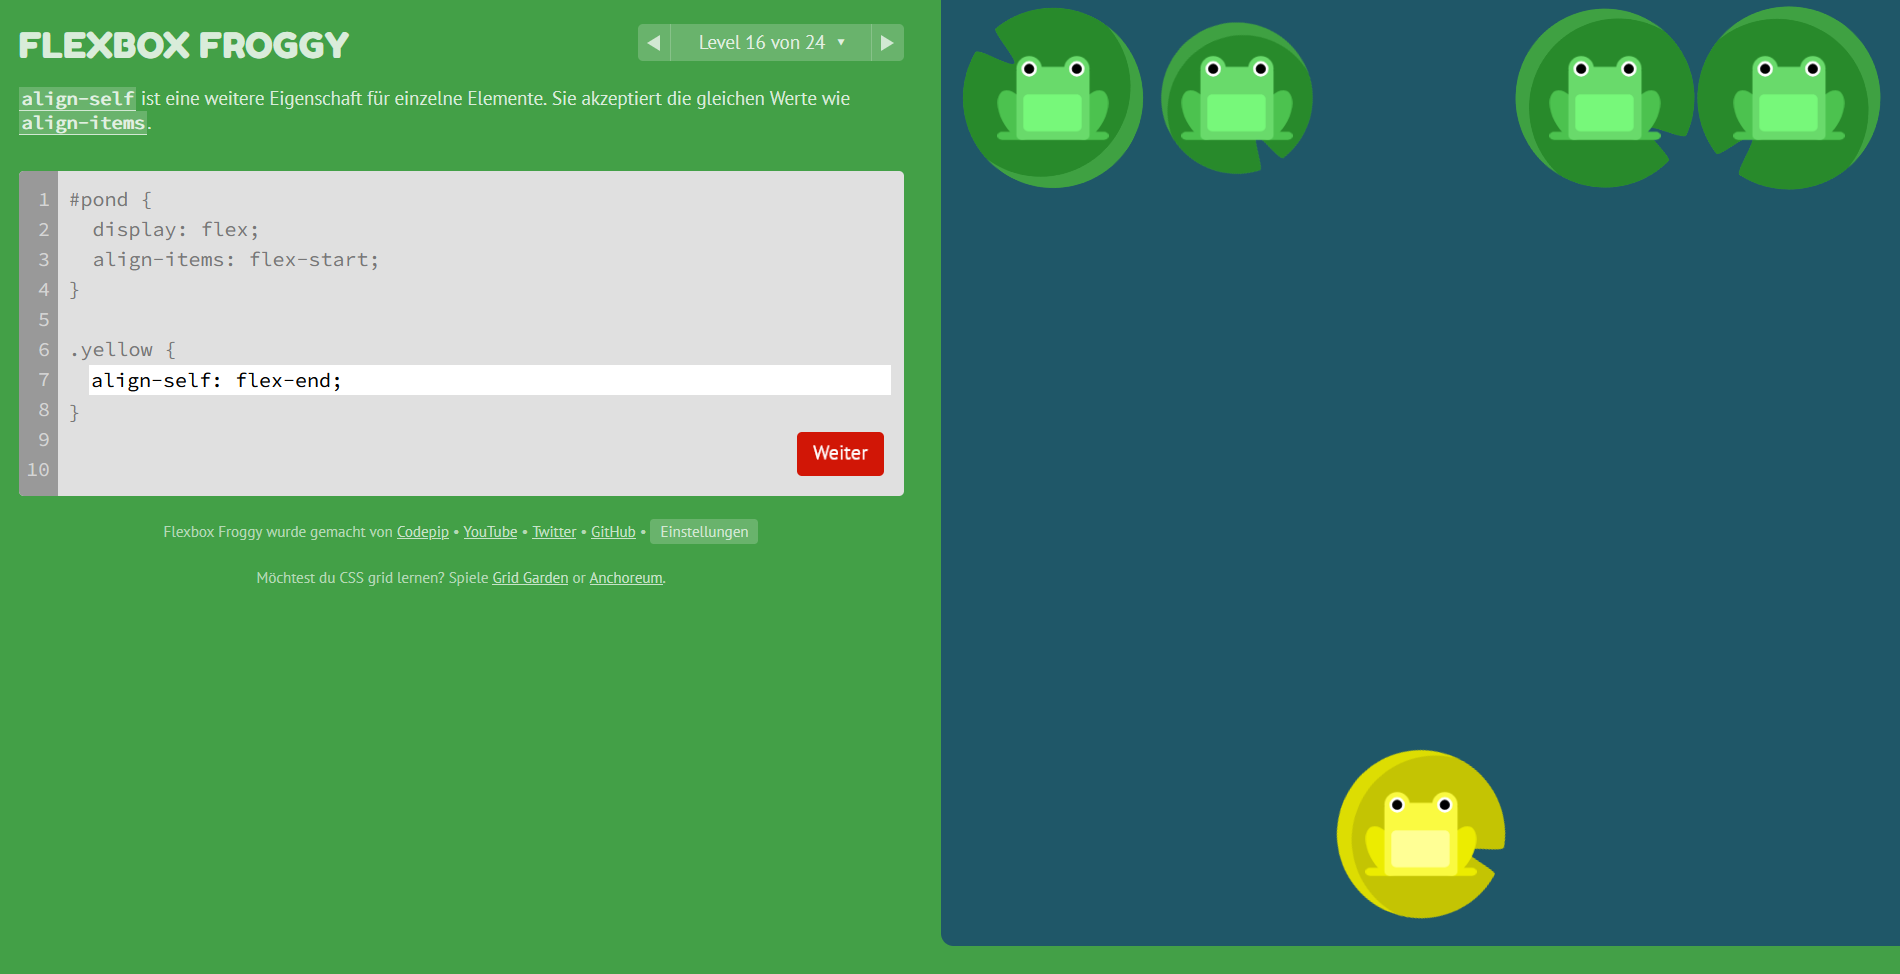 FLEXBOX FROGGY
◀ Level 16 von 24 ▼ ▶
align-self ist eine weitere Eigenschaft für einzelne Elemente. Sie akzeptiert die gleichen Werte wie
align-items.
1 #pond {
2 display: flex;
3 align-items: flex-start;
4 }
5
6 .yellow {
7 align-self: flex-end;
8 }
9
10
Weiter
Flexbox Froggy wurde gemacht von Codepip • YouTube • Twitter • GitHub • Einstellungen
Möchtest du CSS grid lernen? Spiele Grid Garden or Anchoreum.